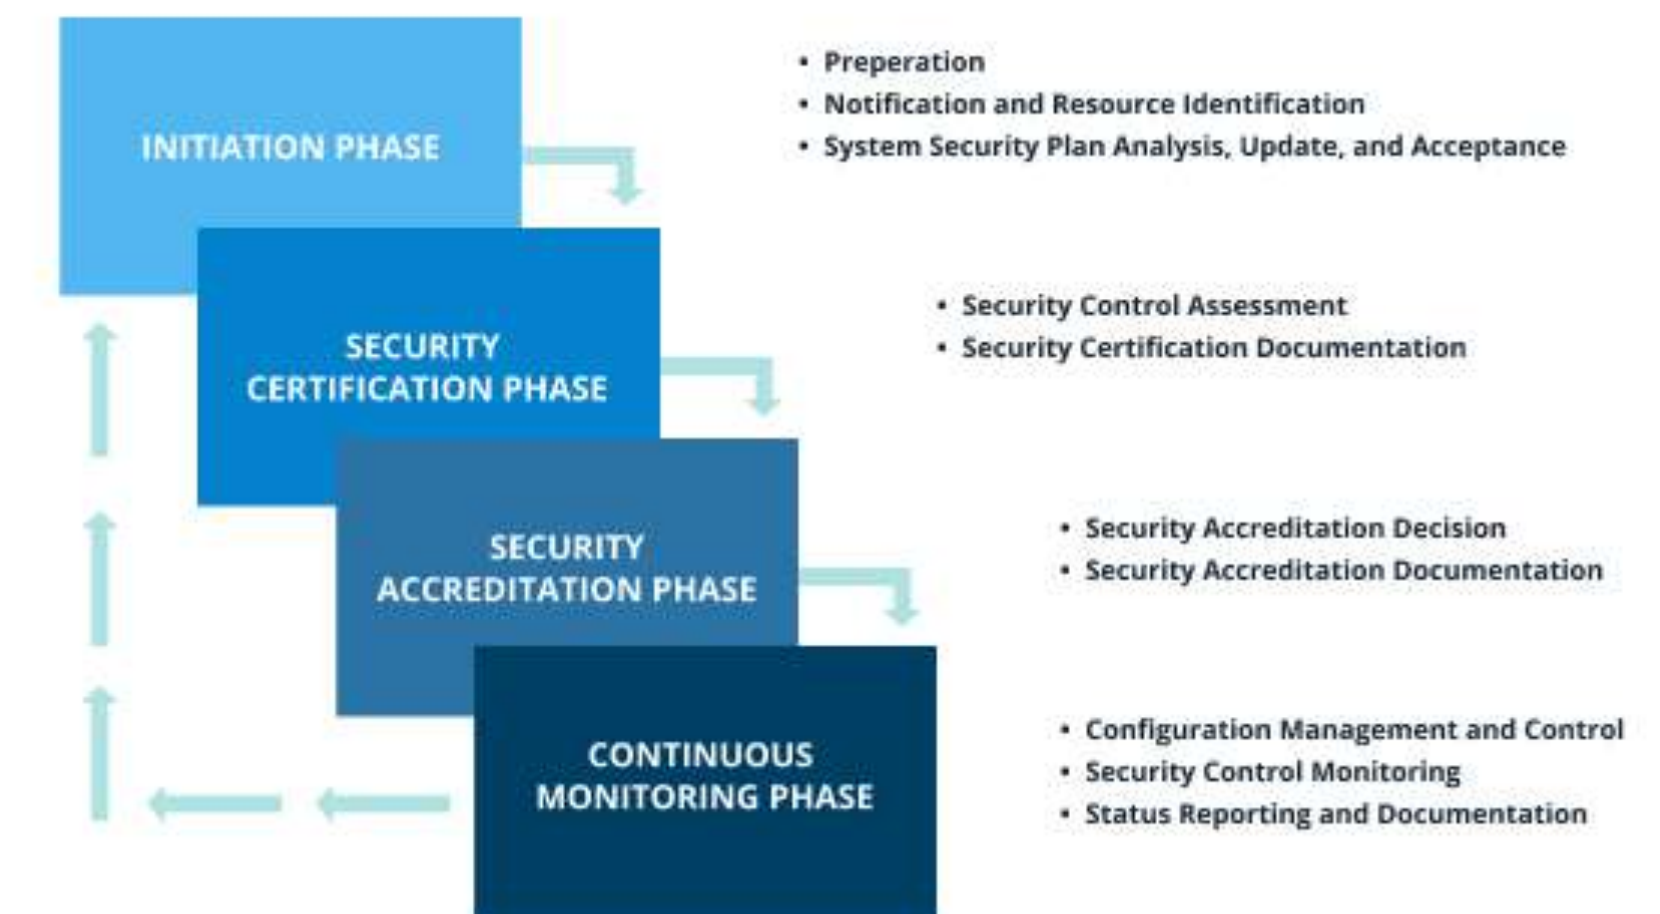 INITIATION PHASE
• Preperation
• Notification and Resource Identification
• System Security Plan Analysis, Update, and Acceptance
SECURITY
CERTIFICATION PHASE
• Security Control Assessment
• Security Certification Documentation
SECURITY
ACCREDITATION PHASE
• Security Accreditation Decision
• Security Accreditation Documentation
CONTINUOUS
MONITORING PHASE
• Configuration Management and Control
• Security Control Monitoring
• Status Reporting and Documentation